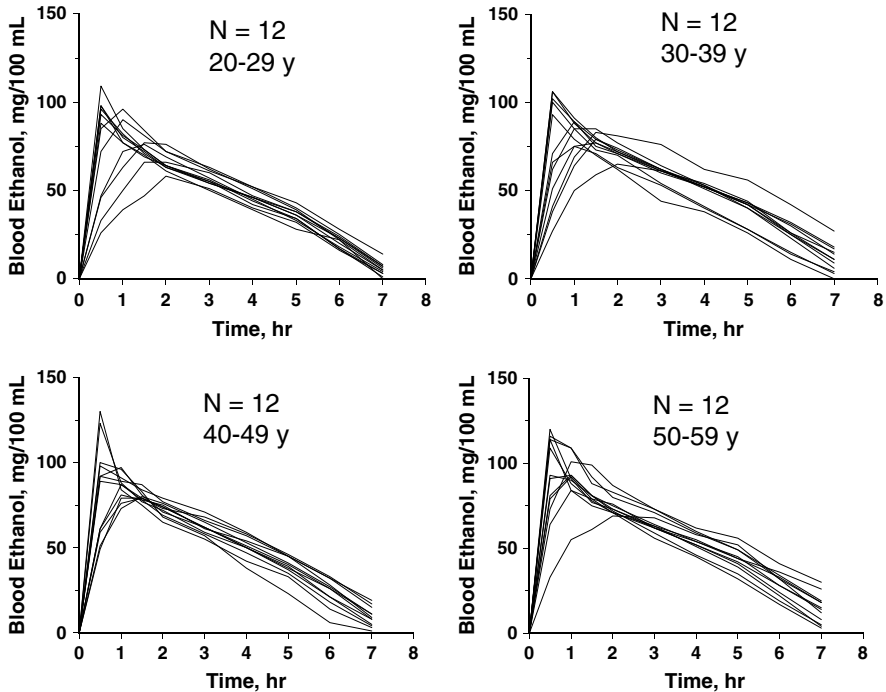 150
100
50
0
Blood Ethanol, mg/100 mL
N = 12
20-29 y
0 1 2 3 4 5 6 7 8
Time, hr
150
100
50
0
Blood Ethanol, mg/100 mL
N = 12
30-39 y
0 1 2 3 4 5 6 7 8
Time, hr
150
100
50
0
Blood Ethanol, mg/100 mL
N = 12
40-49 y
0 1 2 3 4 5 6 7 8
Time, hr
150
100
50
0
Blood Ethanol, mg/100 mL
N = 12
50-59 y
0 1 2 3 4 5 6 7 8
Time, hr